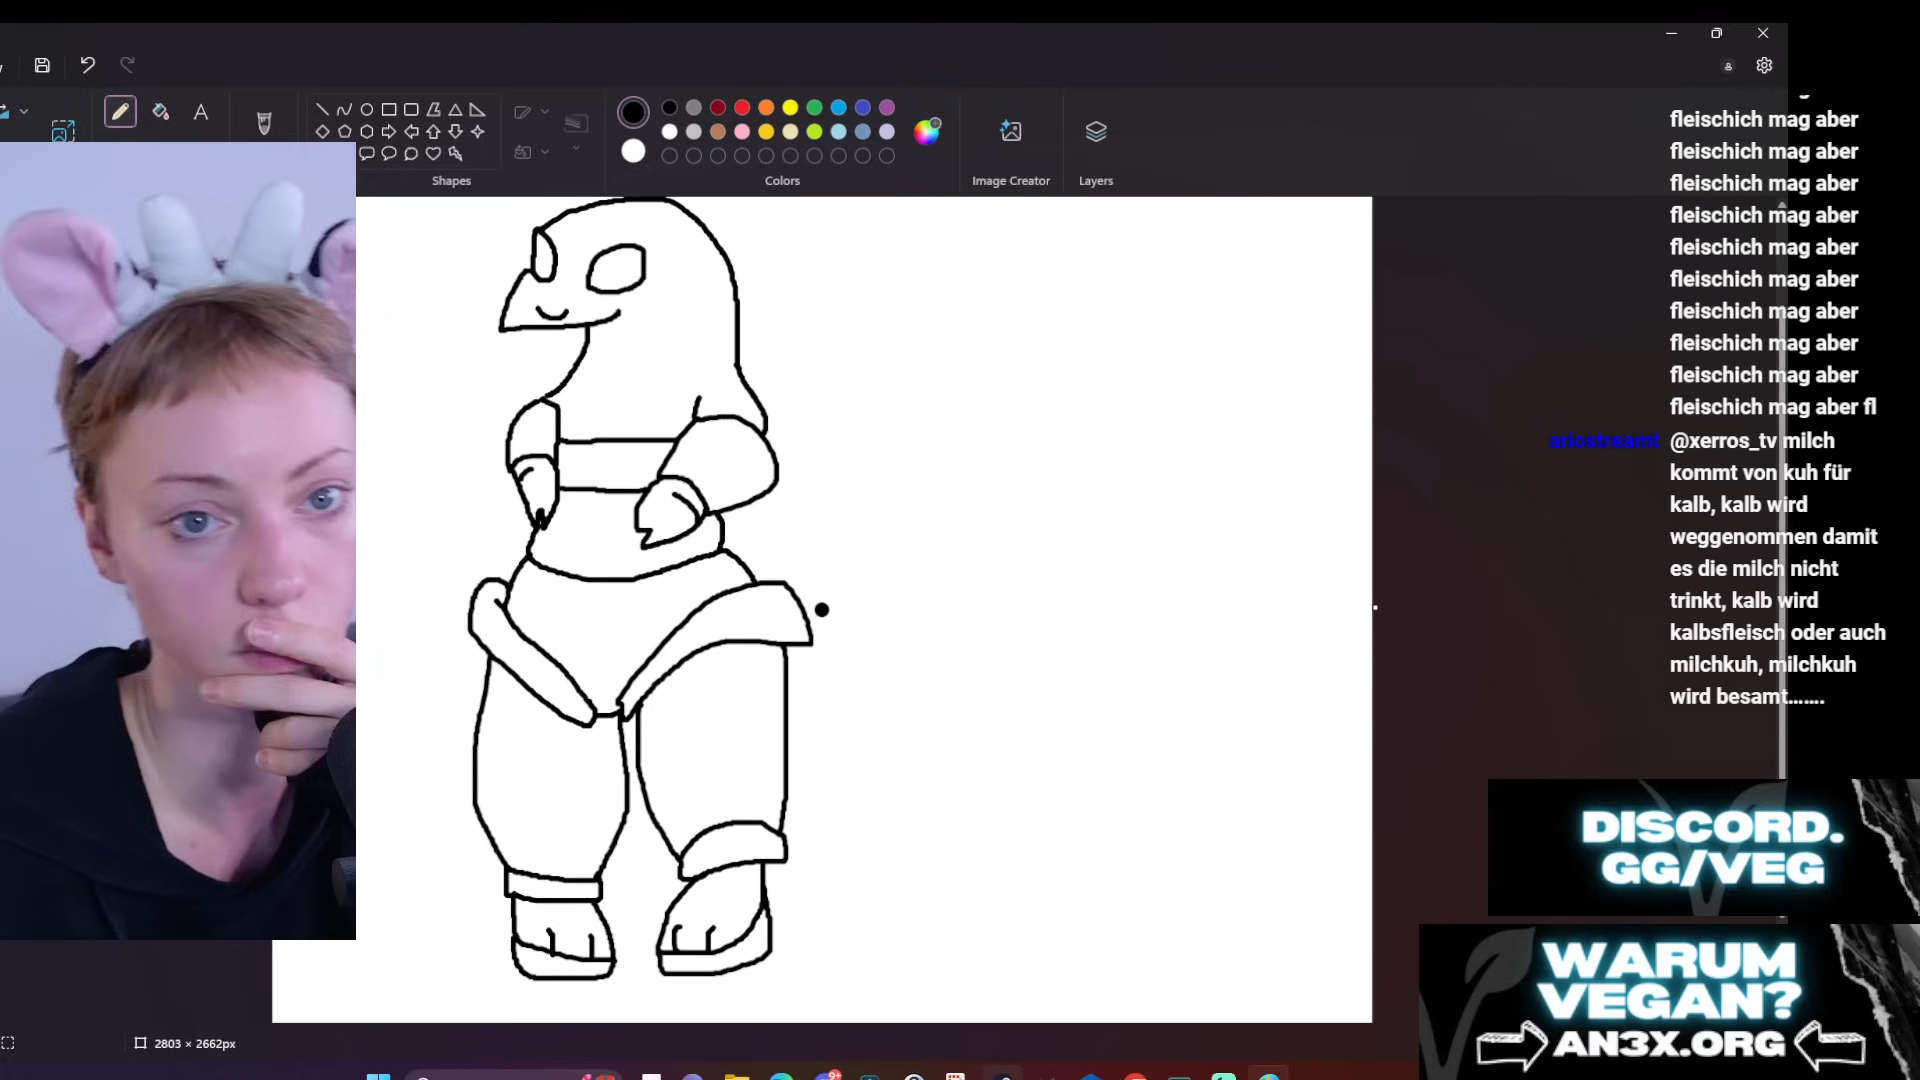 Shapes
Colors
Image Creator
Layers
fleischich mag aber
fleischich mag aber
fleischich mag aber
fleischich mag aber
fleischich mag aber
fleischich mag aber
fleischich mag aber
fleischich mag aber
fleischich mag aber
fleischich mag aber fl
arlostreamt @xerros_tv milch
kommt von kuh für
kalb, kalb wird
weggenommen damit
es die milch nicht
trinkt, kalb wird
kalbsfleisch oder auch
milchkuh, milchkuh
wird besamt.......
DISCORD.
GG/VEG
WARUM
VEGAN?
AN3X.ORG
2803 × 2662px
9+